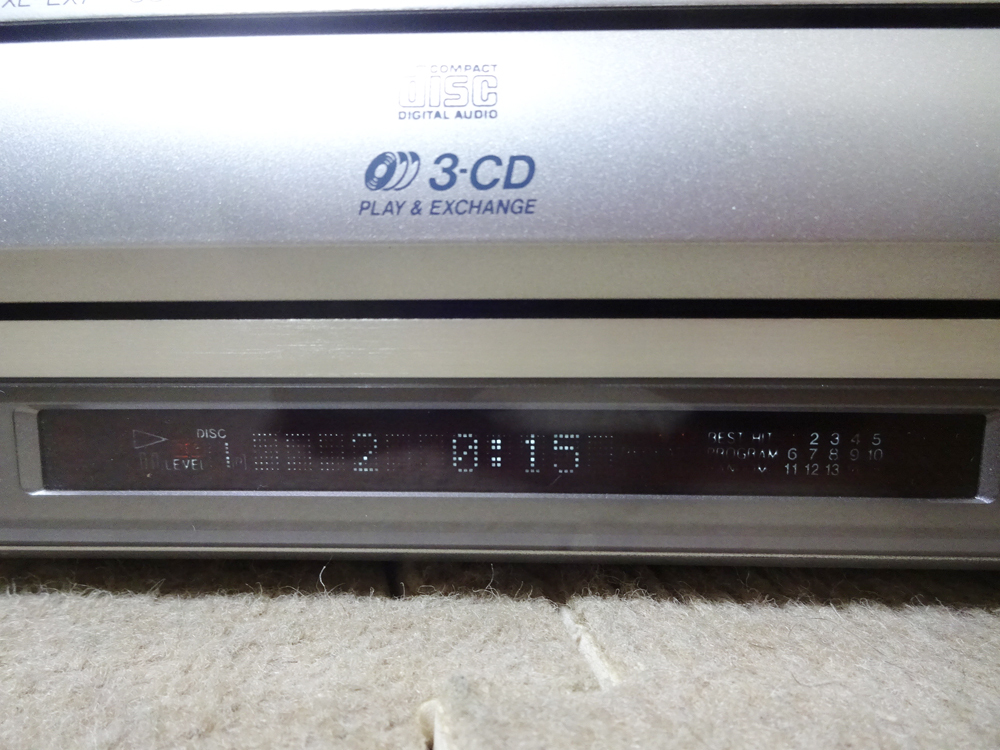 COMPACT
DISC
DIGITAL AUDIO
3-CD
PLAY & EXCHANGE
DISC
1 2 0:15
LEVEL
BEST HIT 2 3 4 5
PROGRAM 6 7 8 9 10
11 12 13